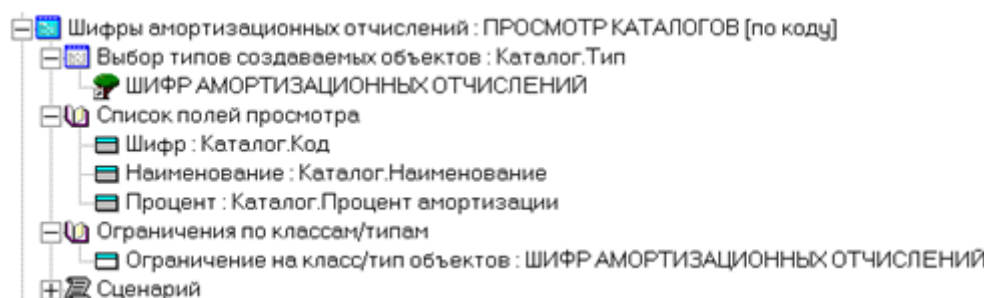 Шифры амортизационных отчислений : ПРОСМОТР КАТАЛОГОВ [по коду]
Выбор типов создаваемых объектов : Каталог.Тип
ШИФР АМОРТИЗАЦИОННЫХ ОТЧИСЛЕНИЙ
Список полей просмотра
Шифр : Каталог.Код
Наименование : Каталог.Наименование
Процент : Каталог.Процент амортизации
Ограничения по классам/типам
Ограничение на класс/тип объектов : ШИФР АМОРТИЗАЦИОННЫХ ОТЧИСЛЕНИЙ
Сценарий